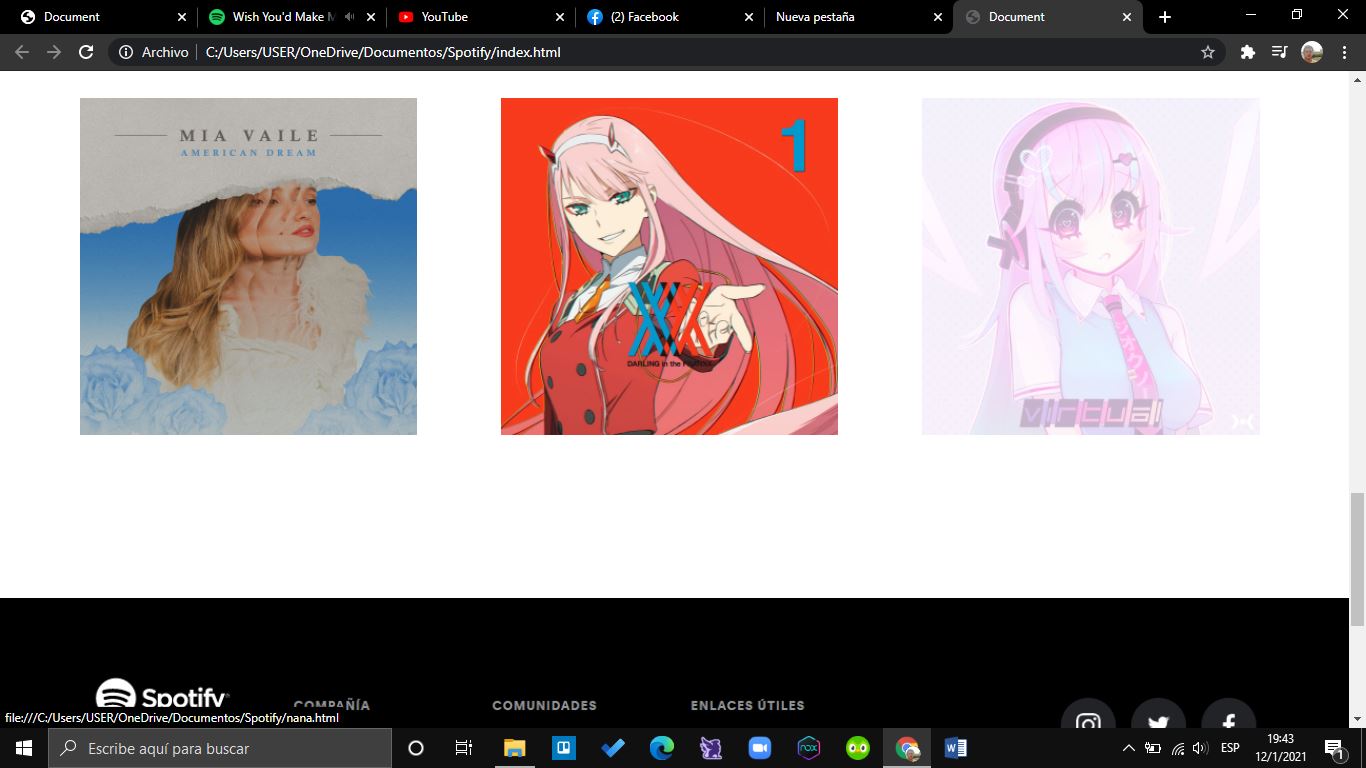 Document
Wish You'd Make M
YouTube
(2) Facebook
Nueva pestaña
Document
Archivo
C:/Users/USER/OneDrive/Documentos/Spotify/index.html
MIA VAILE
AMERICAN DREAM
1
DARLING in the FRANXX
VIRTUAL
Spotify
COMPAÑÍA
COMUNIDADES
ENLACES ÚTILES
file:///C:/Users/USER/OneDrive/Documentos/Spotify/nana.html
Escribe aquí para buscar
nox
ESP
19:43
12/1/2021
1